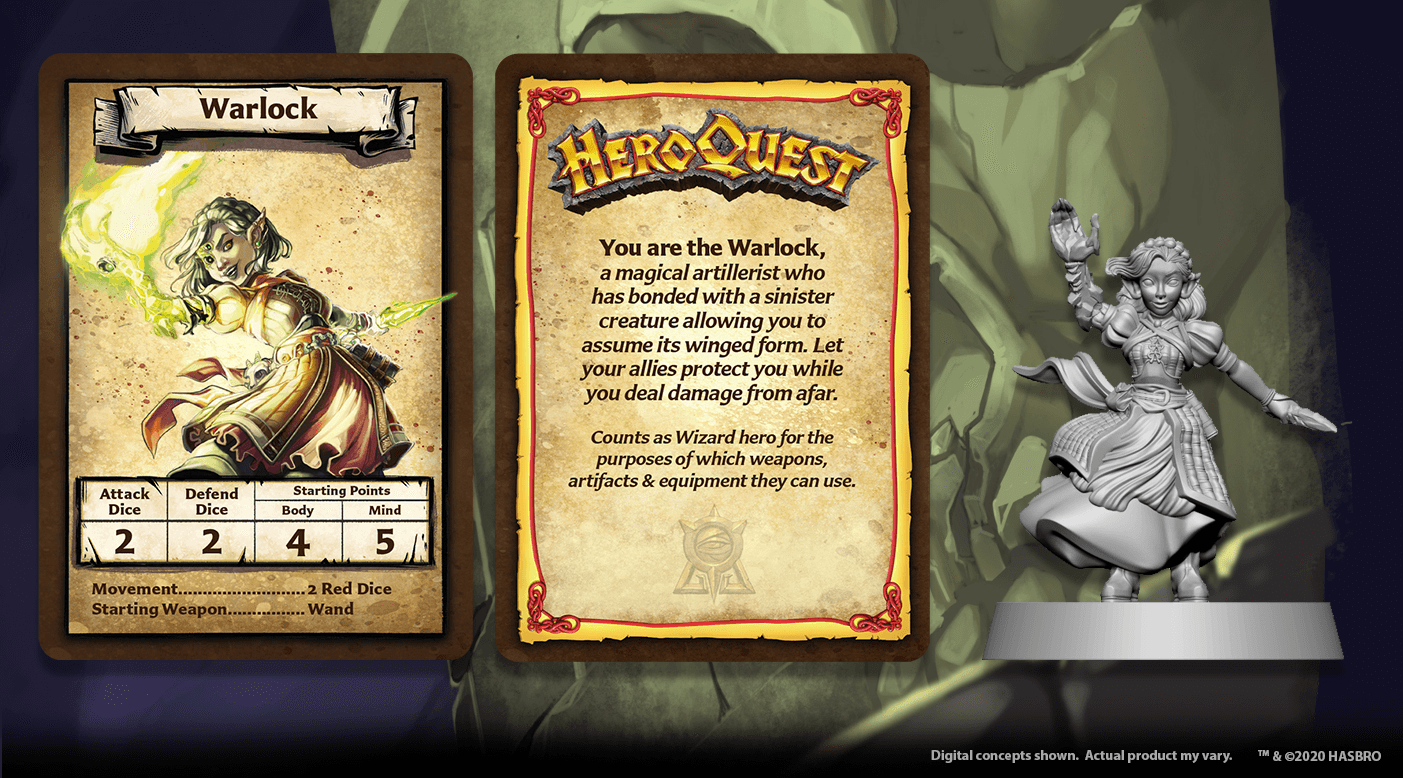 Warlock
Attack Dice
Defend Dice
Starting Points
Body
Mind
2
2
4
5
Movement..........................2 Red Dice
Starting Weapon................ Wand
HEROQUEST
You are the Warlock,
a magical artillerist who
has bonded with a sinister
creature allowing you to
assume its winged form. Let
your allies protect you while
you deal damage from afar.
Counts as Wizard hero for the
purposes of which weapons,
artifacts & equipment they can use.
Digital concepts shown. Actual product my vary. ™ & ©2020 HASBRO